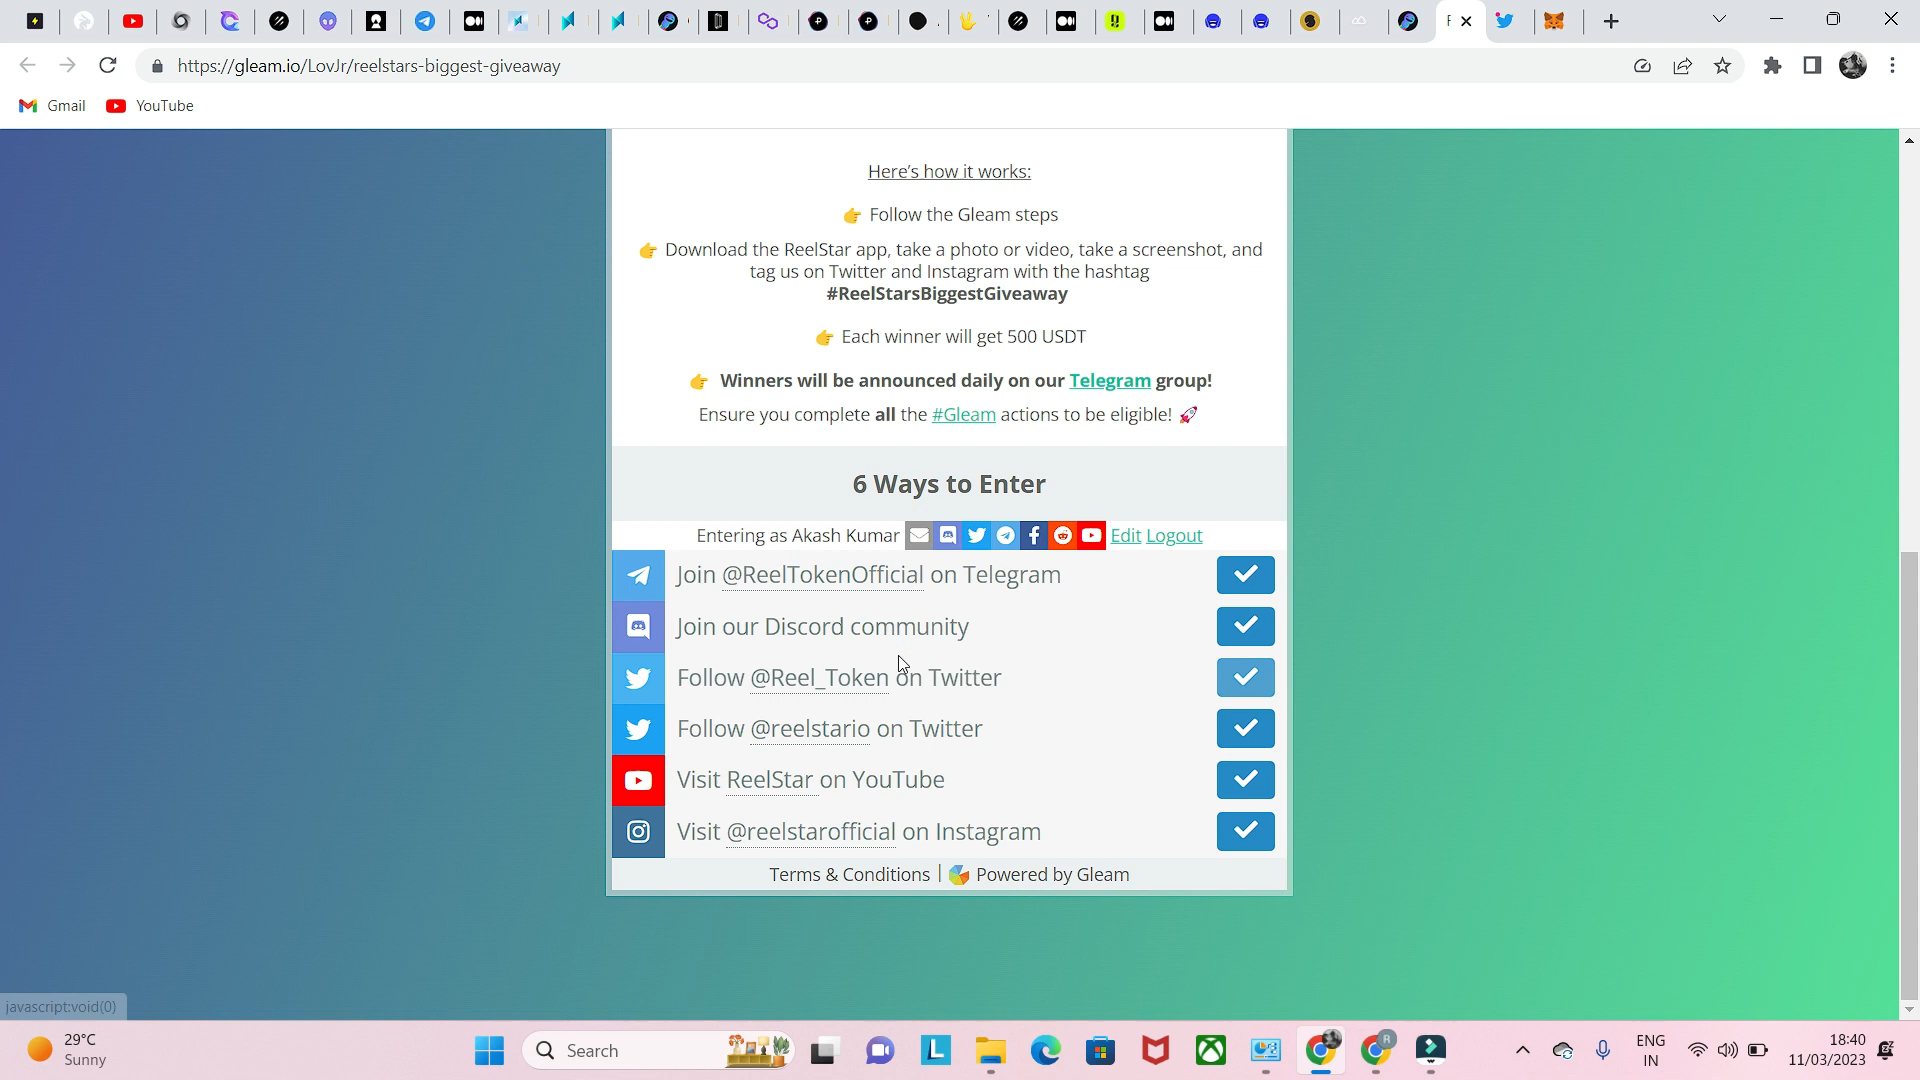 https://gleam.io/LovJr/reelstars-biggest-giveaway
Gmail
YouTube
Here's how it works:
👉 Follow the Gleam steps
👉 Download the ReelStar app, take a photo or video, take a screenshot, and
tag us on Twitter and Instagram with the hashtag
#ReelStarsBiggestGiveaway
👉 Each winner will get 500 USDT
👉 Winners will be announced daily on our Telegram group!
Ensure you complete all the #Gleam actions to be eligible! 🚀
6 Ways to Enter
Entering as Akash Kumar Edit Logout
Join @ReelTokenOfficial on Telegram
Join our Discord community
Follow @Reel_Token on Twitter
Follow @reelstario on Twitter
Visit ReelStar on YouTube
Visit @reelstarofficial on Instagram
Terms & Conditions | Powered by Gleam
javascript:void(0)
29°C
Sunny
Search
ENG
IN
18:40
11/03/2023